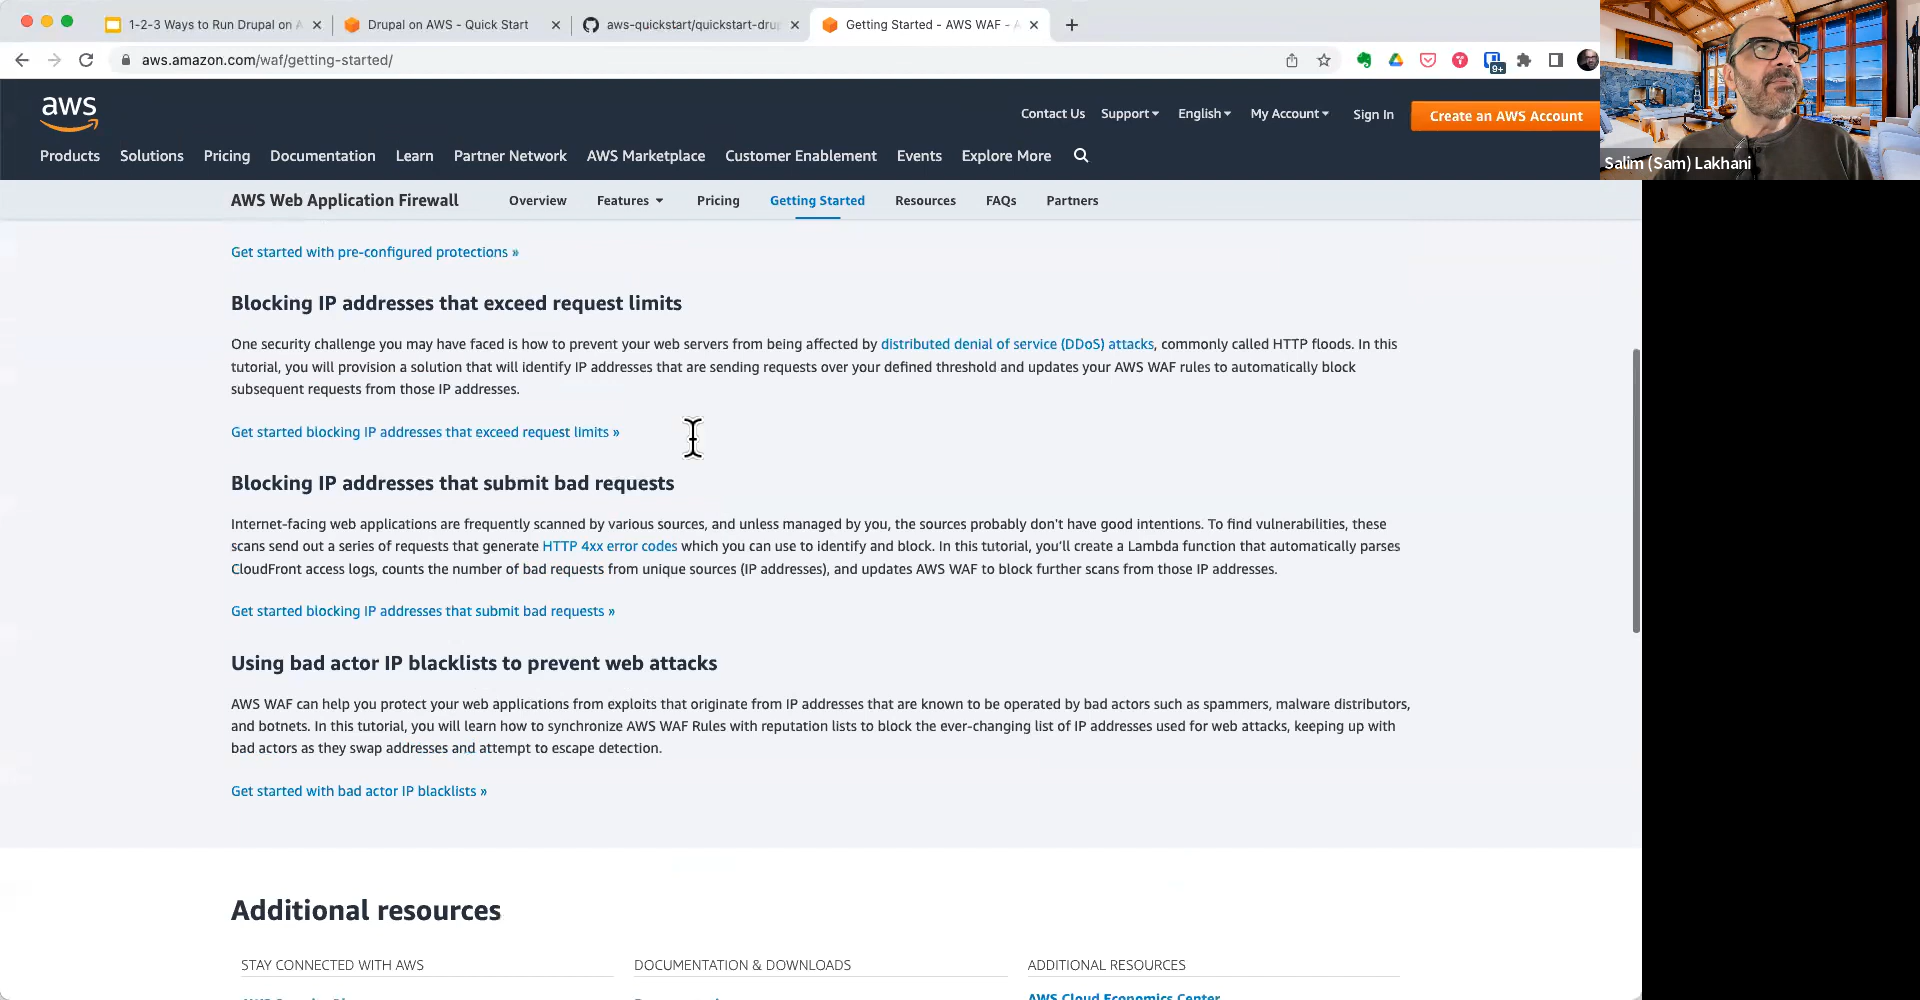 1-2-3 Ways to Run Drupal on A
Drupal on AWS - Quick Start
aws-quickstart/quickstart-drup
Getting Started - AWS WAF - A
aws.amazon.com/waf/getting-started/
9+
aws
Contact Us
Support
English
My Account
Sign In
Create an AWS Account
Products
Solutions
Pricing
Documentation
Learn
Partner Network
AWS Marketplace
Customer Enablement
Events
Explore More
Salim (Sam) Lakhani
AWS Web Application Firewall
Overview
Features
Pricing
Getting Started
Resources
FAQs
Partners
Get started with pre-configured protections »
Blocking IP addresses that exceed request limits
One security challenge you may have faced is how to prevent your web servers from being affected by distributed denial of service (DDoS) attacks, commonly called HTTP floods. In this
tutorial, you will provision a solution that will identify IP addresses that are sending requests over your defined threshold and updates your AWS WAF rules to automatically block
subsequent requests from those IP addresses.
Get started blocking IP addresses that exceed request limits »
Blocking IP addresses that submit bad requests
Internet-facing web applications are frequently scanned by various sources, and unless managed by you, the sources probably don't have good intentions. To find vulnerabilities, these
scans send out a series of requests that generate HTTP 4xx error codes which you can use to identify and block. In this tutorial, you'll create a Lambda function that automatically parses
CloudFront access logs, counts the number of bad requests from unique sources (IP addresses), and updates AWS WAF to block further scans from those IP addresses.
Get started blocking IP addresses that submit bad requests »
Using bad actor IP blacklists to prevent web attacks
AWS WAF can help you protect your web applications from exploits that originate from IP addresses that are known to be operated by bad actors such as spammers, malware distributors,
and botnets. In this tutorial, you will learn how to synchronize AWS WAF Rules with reputation lists to block the ever-changing list of IP addresses used for web attacks, keeping up with
bad actors as they swap addresses and attempt to escape detection.
Get started with bad actor IP blacklists »
Additional resources
STAY CONNECTED WITH AWS
DOCUMENTATION & DOWNLOADS
ADDITIONAL RESOURCES
AWS Cloud Economics Center